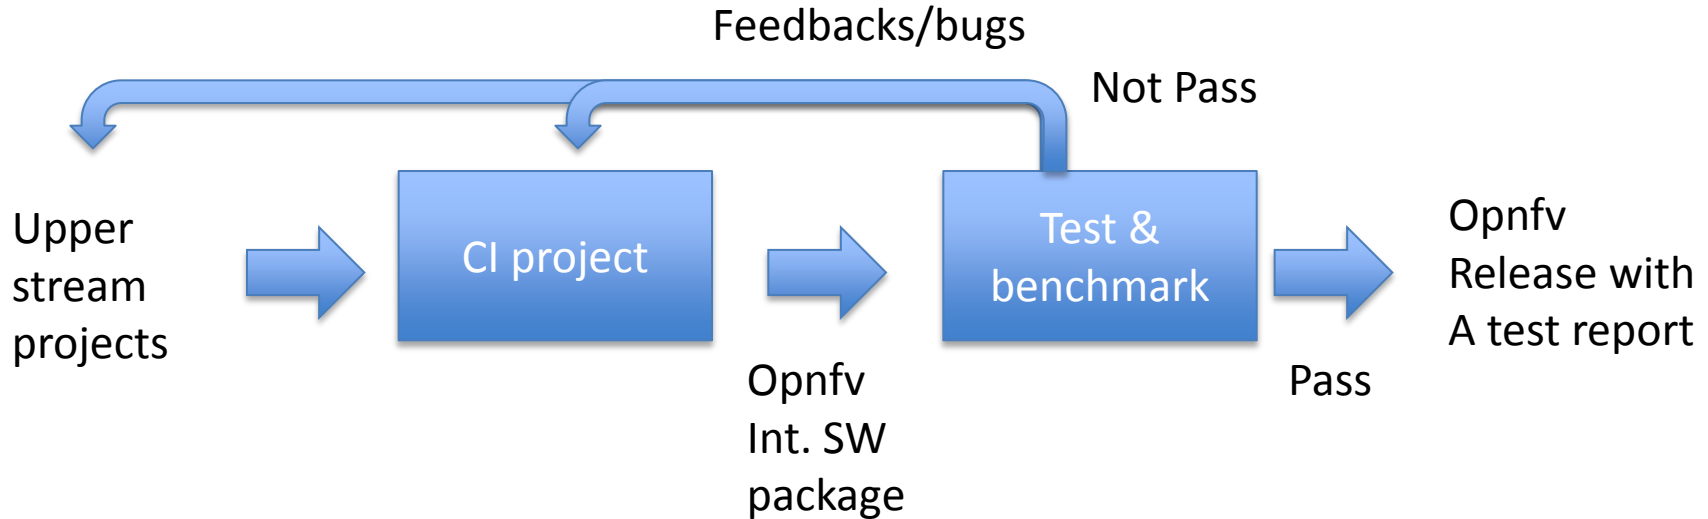 Feedbacks/bugs
Not Pass
Upper
stream
projects
CI project
Test &
benchmark
Opnfv
Release with
A test report
Opnfv
Int. SW
package
Pass